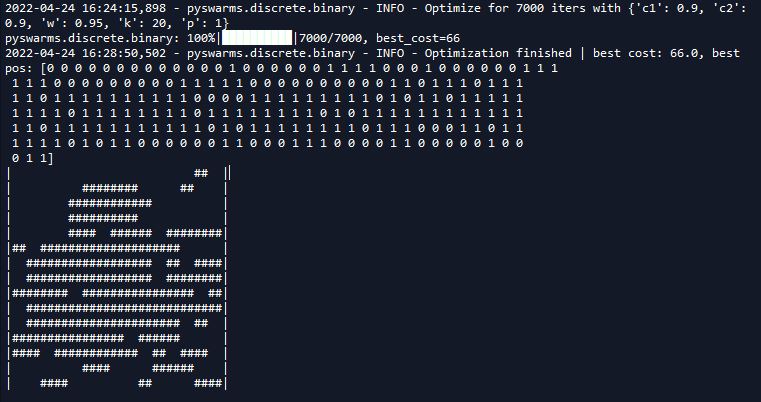 2022-04-24 16:24:15,898 - pyswarms.discrete.binary - INFO - Optimize for 7000 iters with {'c1': 0.9, 'c2':
0.9, 'w': 0.95, 'k': 20, 'p': 1}
pyswarms.discrete.binary: 100%|██████████|7000/7000, best_cost=66
2022-04-24 16:28:50,502 - pyswarms.discrete.binary - INFO - Optimization finished | best cost: 66.0, best
pos: [0 0 0 0 0 0 0 0 0 0 0 0 0 1 0 0 0 0 0 0 1 1 1 1 0 0 0 1 0 0 0 0 0 0 1 1 1
 1 1 1 0 0 0 0 0 0 0 0 0 1 1 1 1 1 0 0 0 0 0 0 0 0 0 0 1 1 0 1 1 1 0 1 1 1
 1 1 0 1 1 1 1 1 1 1 1 1 1 0 0 0 0 1 1 1 1 1 1 1 1 1 0 1 0 1 1 0 1 1 1 1 1
 1 1 1 1 0 1 1 1 1 1 1 1 1 0 1 1 1 1 1 1 1 1 0 1 0 1 1 1 1 1 1 1 1 1 1 1 1
 1 1 0 1 1 1 1 1 1 1 1 1 1 1 0 1 0 1 1 1 1 1 1 1 1 0 1 1 1 0 0 0 1 1 0 1 1
 1 1 1 1 0 1 0 1 1 0 0 0 0 0 0 1 1 0 0 1 1 1 0 0 0 0 0 1 1 0 0 0 0 0 1 0 0
 0 1 1]
|                          ##  |
|          ########      ##    |
|        ############          |
|        ##########            |
|        ####  ######  ########|
|##  ####################      |
|  ##################  ##  ####|
|  ##################  ########|
|########  ################  ##|
|  ############################|
|  ######################  ##  |
|################  ######      |
|####  ############  ##  ####  |
|          ####    ######      |
|    ####          ##      ####|